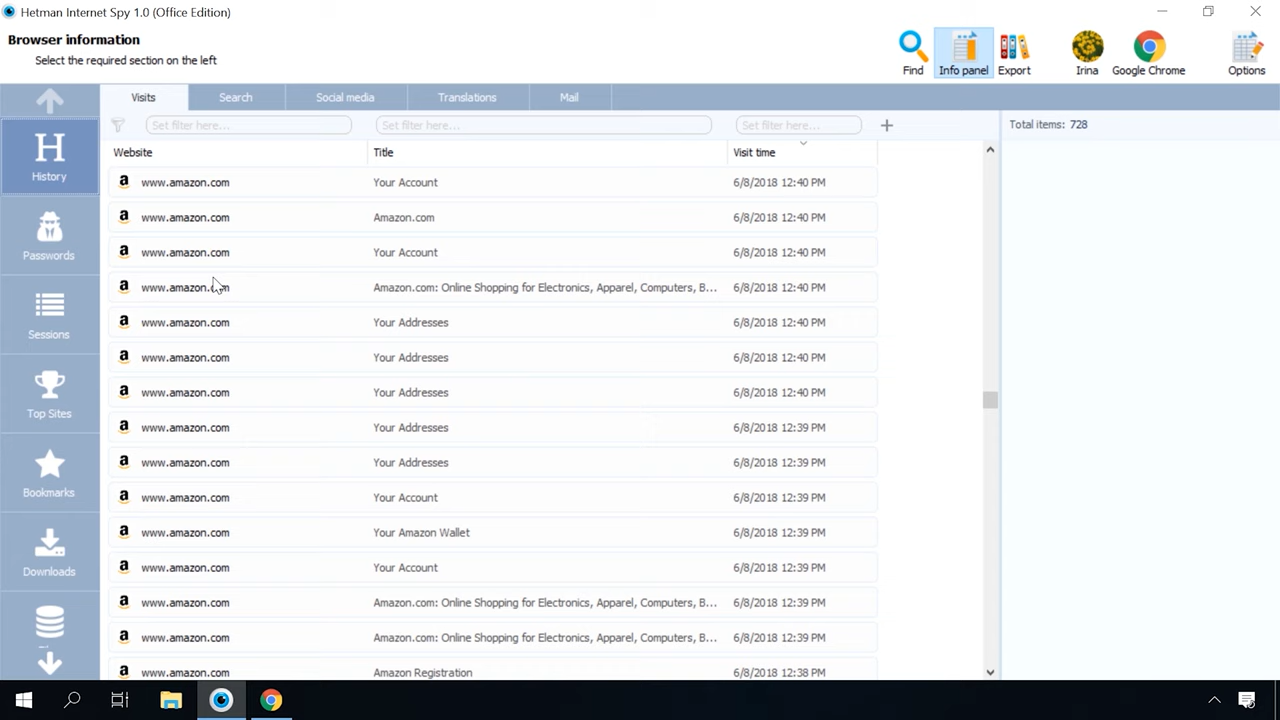 Hetman Internet Spy 1.0 (Office Edition)
Browser information
Select the required section on the left
Find
Info panel
Export
Irina
Google Chrome
Options
Visits
Search
Social media
Translations
Mail
Set filter here...
Set filter here...
Set filter here...
Total items: 728
History
Passwords
Sessions
Top Sites
Bookmarks
Downloads
Website Title Visit time
www.amazon.com Your Account 6/8/2018 12:40 PM
www.amazon.com Amazon.com 6/8/2018 12:40 PM
www.amazon.com Your Account 6/8/2018 12:40 PM
www.amazon.com Amazon.com: Online Shopping for Electronics, Apparel, Computers, B... 6/8/2018 12:40 PM
www.amazon.com Your Addresses 6/8/2018 12:40 PM
www.amazon.com Your Addresses 6/8/2018 12:40 PM
www.amazon.com Your Addresses 6/8/2018 12:40 PM
www.amazon.com Your Addresses 6/8/2018 12:39 PM
www.amazon.com Your Addresses 6/8/2018 12:39 PM
www.amazon.com Your Account 6/8/2018 12:39 PM
www.amazon.com Your Amazon Wallet 6/8/2018 12:39 PM
www.amazon.com Your Account 6/8/2018 12:39 PM
www.amazon.com Amazon.com: Online Shopping for Electronics, Apparel, Computers, B... 6/8/2018 12:39 PM
www.amazon.com Amazon.com: Online Shopping for Electronics, Apparel, Computers, B... 6/8/2018 12:39 PM
www.amazon.com Amazon Registration 6/8/2018 12:38 PM